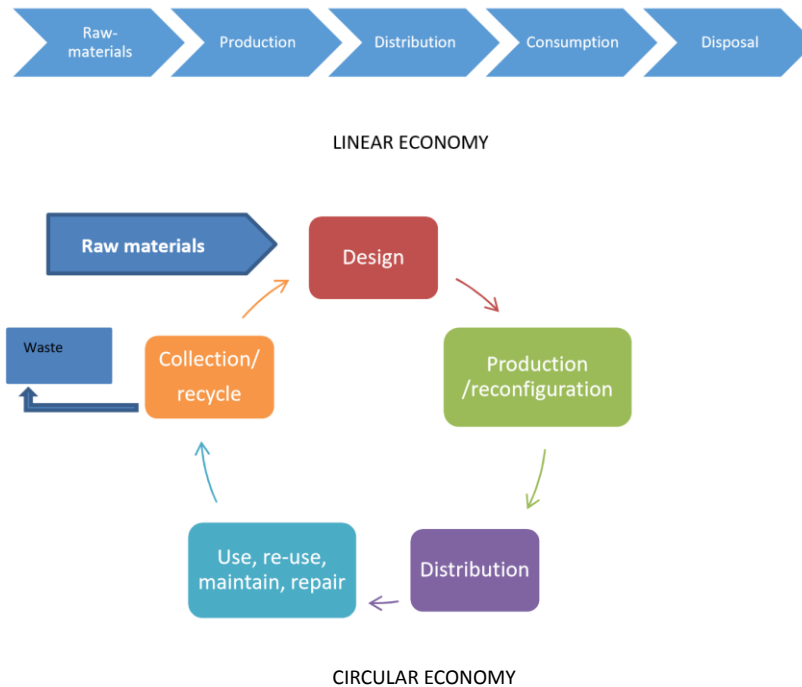 Raw-
materials
Production
Distribution
Consumption
Disposal
LINEAR ECONOMY
Raw materials
Design
Waste
Collection/
recycle
Production
/reconfiguration
Use, re-use,
maintain, repair
Distribution
CIRCULAR ECONOMY